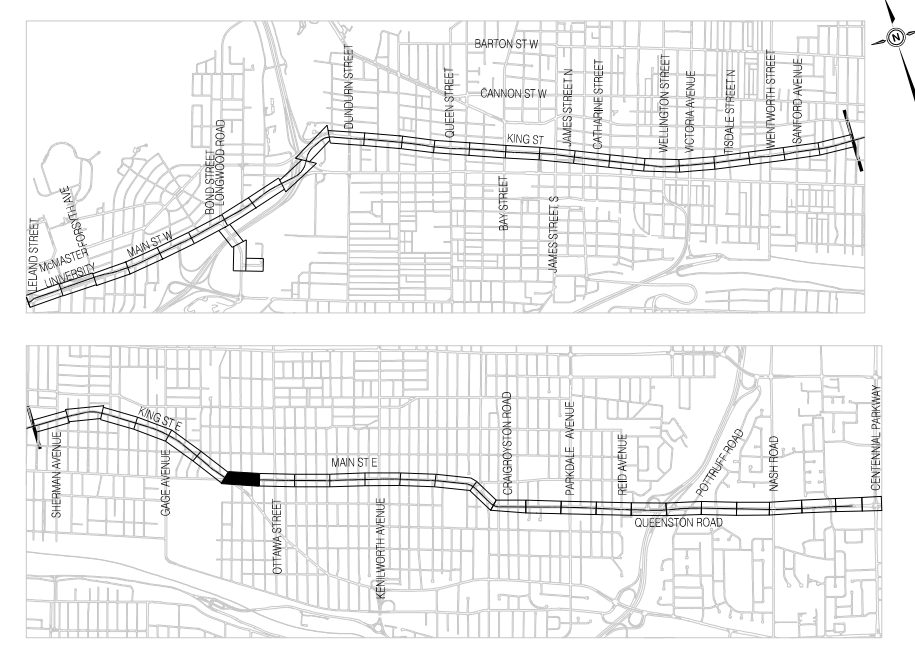 N
BARTON ST W
CANNON ST W
DUNDURN STREET
QUEEN STREET
JAMES STREET N
CATHARINE STREET
WELLINGTON STREET
VICTORIA AVENUE
TISDALE STREET N
WENTWORTH STREET
SANFORD AVENUE
KING ST
BOND STREET
LONGWOOD ROAD
BAY STREET
JAMES STREET S
LELAND STREET
FORSYTH AVE
McMASTER
UNIVERSITY
MAIN ST W
KING ST E
SHERMAN AVENUE
GAGE AVENUE
MAIN ST E
OTTAWA STREET
KENILWORTH AVENUE
CRAIGROYSTON ROAD
PARKDALE AVENUE
REID AVENUE
POTTRUFF ROAD
NASH ROAD
CENTENNIAL PARKWAY
QUEENSTON ROAD